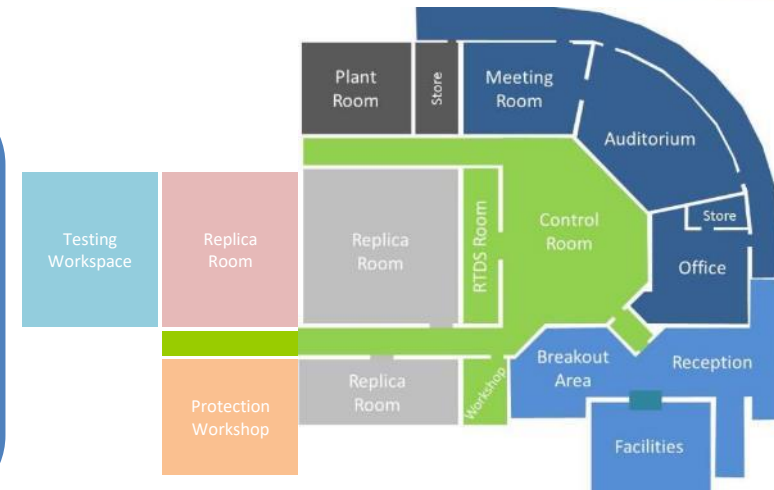 Plant
Room
Store
Meeting
Room
Auditorium
Testing
Workspace
Replica
Room
Replica
Room
RTDS Room
Control
Room
Store
Office
Protection
Workshop
Replica
Room
Workshop
Breakout
Area
Reception
Facilities